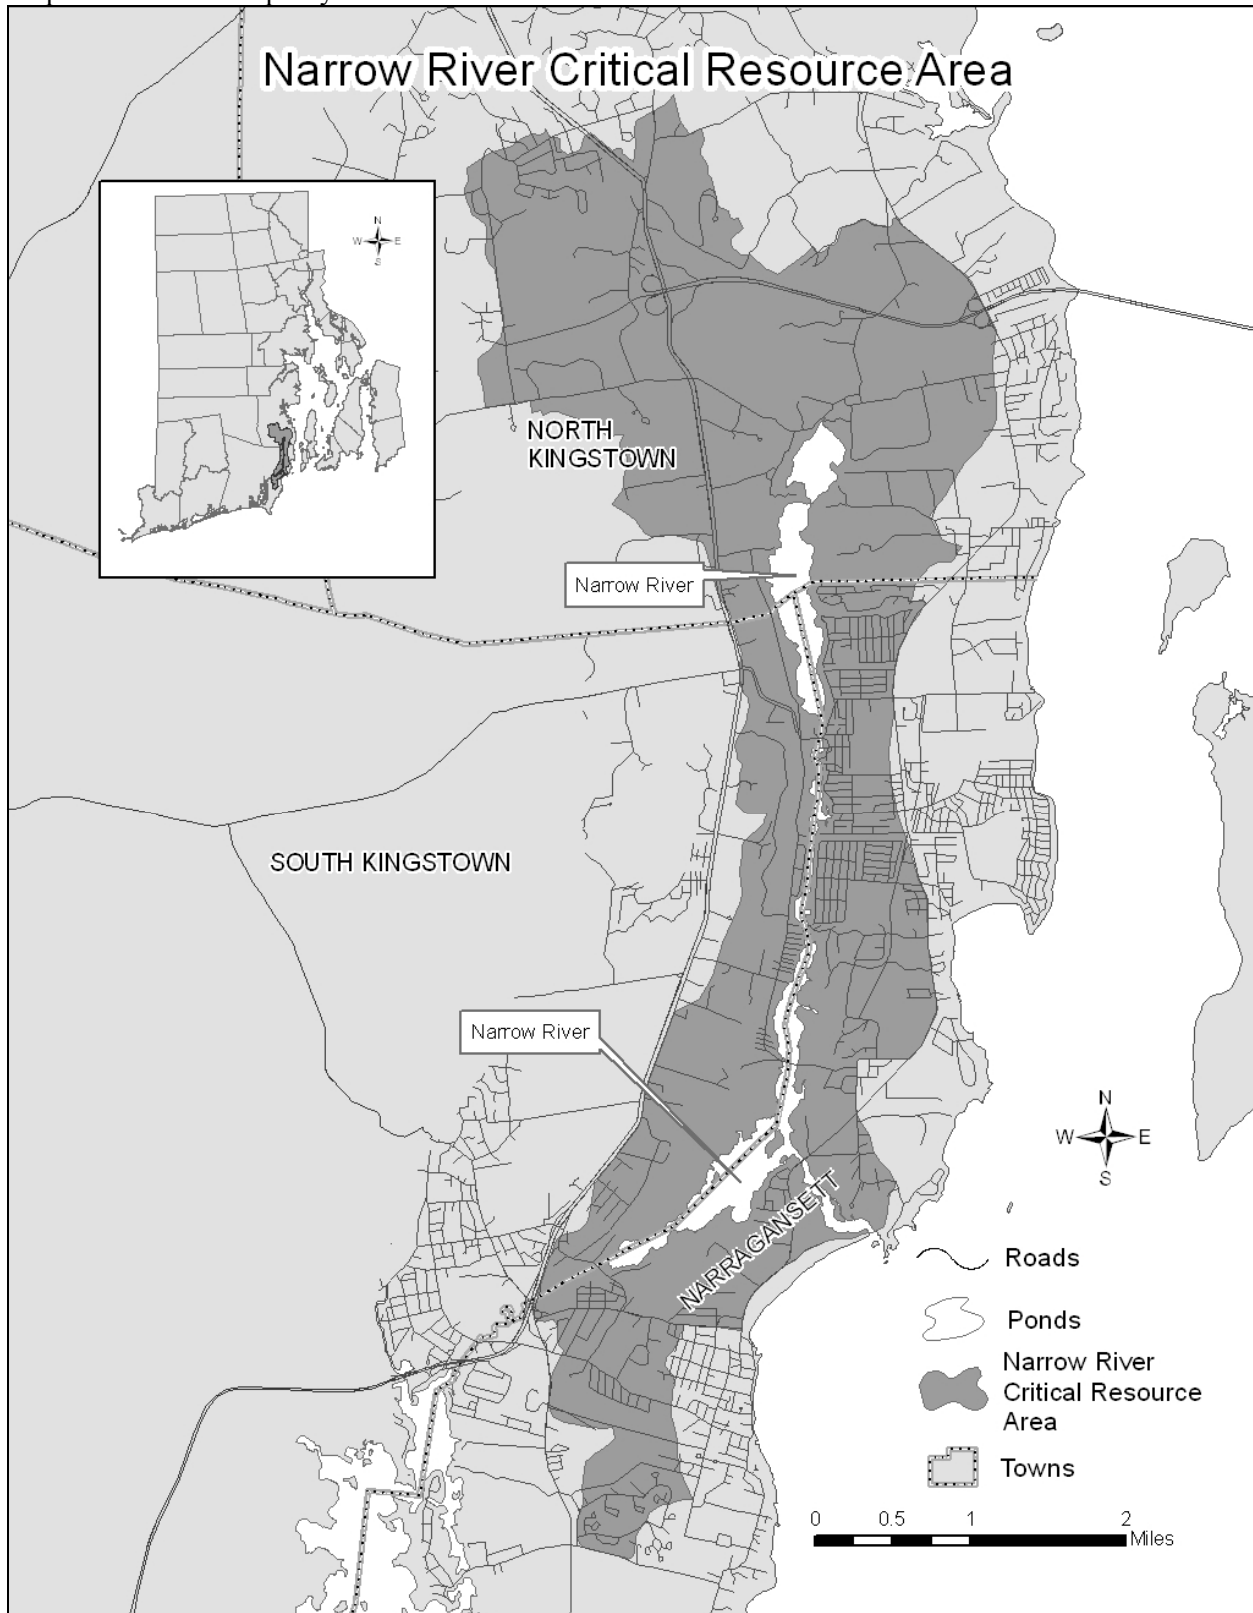 Narrow River Critical Resource Area
N
W E
S
NORTH
KINGSTOWN
Narrow River
SOUTH KINGSTOWN
Narrow River
N
W E
S
NARRAGANSETT
Roads
Ponds
Narrow River
Critical Resource
Area
Towns
0 0.5 1 2
Miles